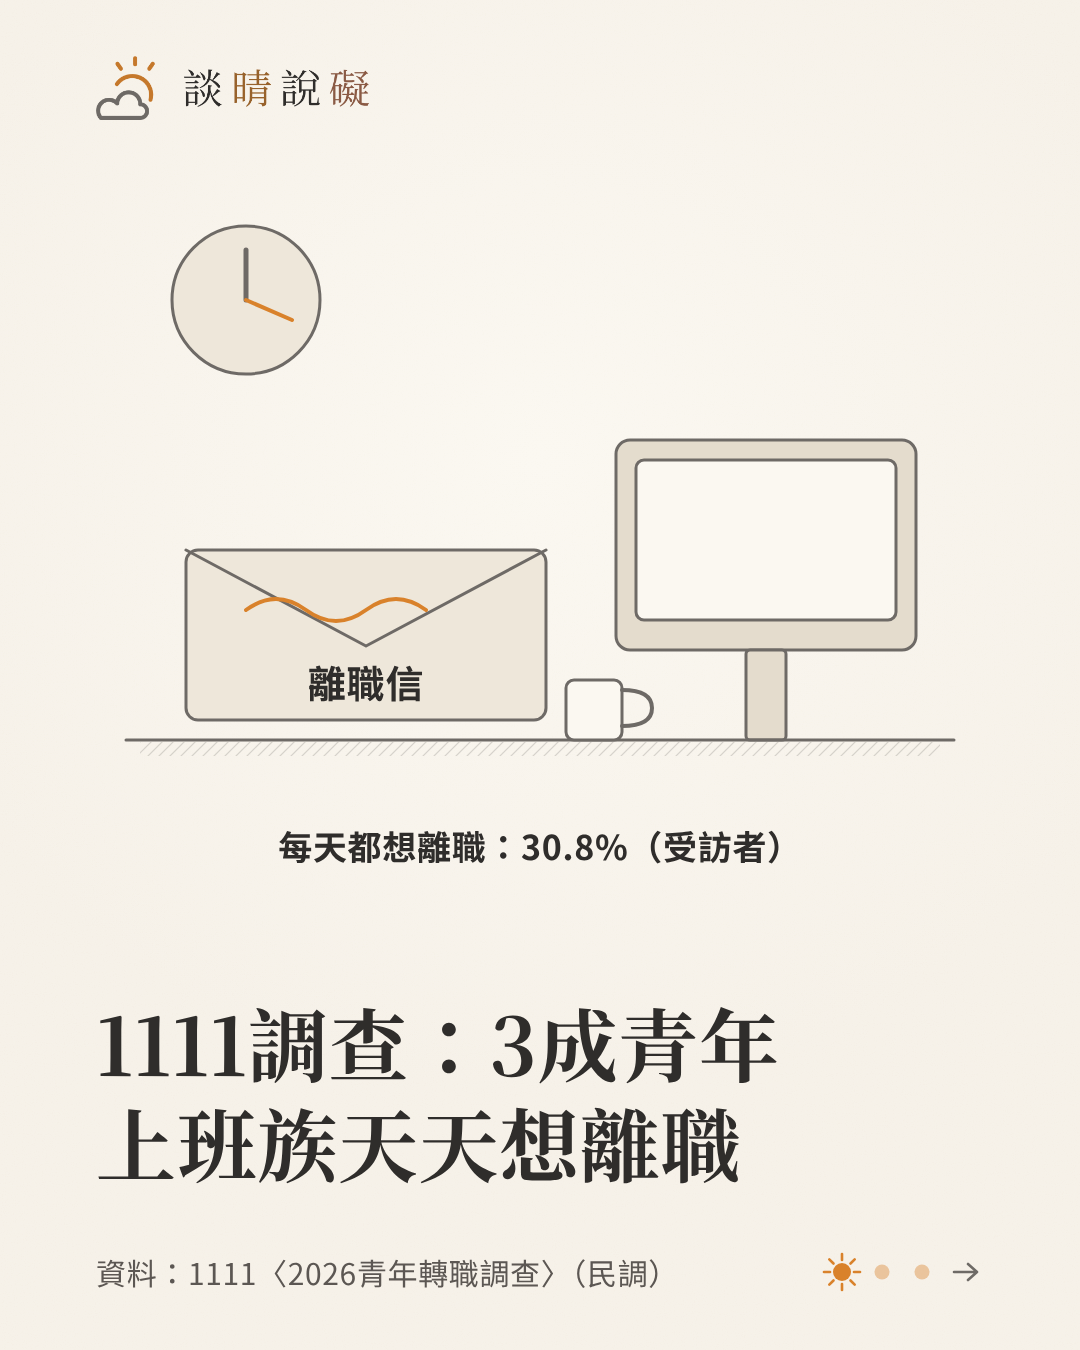 談晴說礙
離職信
每天都想離職：30.8%（受訪者）
1111調查：3成青年
上班族天天想離職
資料：1111〈2026青年轉職調查〉（民調）